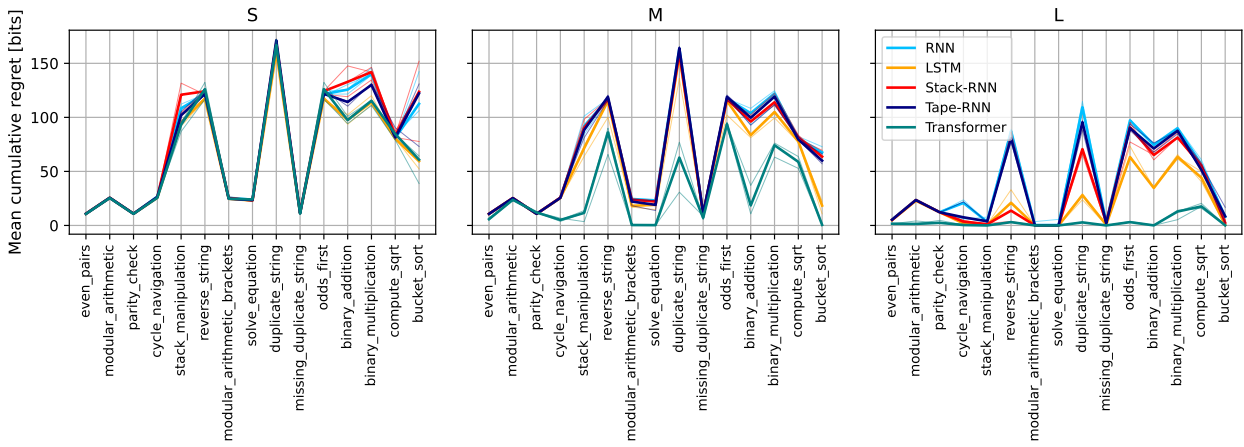 S
M
L
Mean cumulative regret [bits]
150
100
50
0
RNN
LSTM
Stack-RNN
Tape-RNN
Transformer
even_pairs
modular_arithmetic
parity_check
cycle_navigation
stack_manipulation
reverse_string
modular_arithmetic_brackets
solve_equation
duplicate_string
missing_duplicate_string
odds_first
binary_addition
binary_multiplication
compute_sqrt
bucket_sort
even_pairs
modular_arithmetic
parity_check
cycle_navigation
stack_manipulation
reverse_string
modular_arithmetic_brackets
solve_equation
duplicate_string
missing_duplicate_string
odds_first
binary_addition
binary_multiplication
compute_sqrt
bucket_sort
even_pairs
modular_arithmetic
parity_check
cycle_navigation
stack_manipulation
reverse_string
modular_arithmetic_brackets
solve_equation
duplicate_string
missing_duplicate_string
odds_first
binary_addition
binary_multiplication
compute_sqrt
bucket_sort